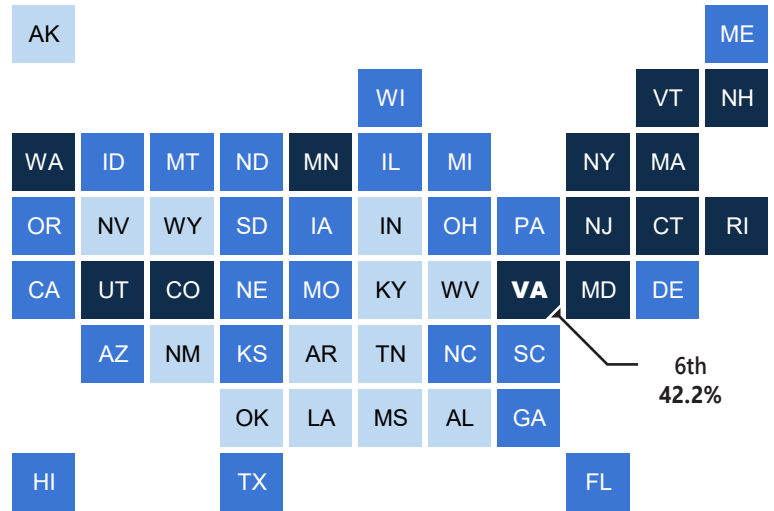 AK ME
WI VT NH
WA ID MT ND MN IL MI NY MA
OR NV WY SD IA IN OH PA NJ CT RI
CA UT CO NE MO KY WV VA MD DE
AZ NM KS AR TN NC SC
6th
42.2%
OK LA MS AL GA
HI TX FL